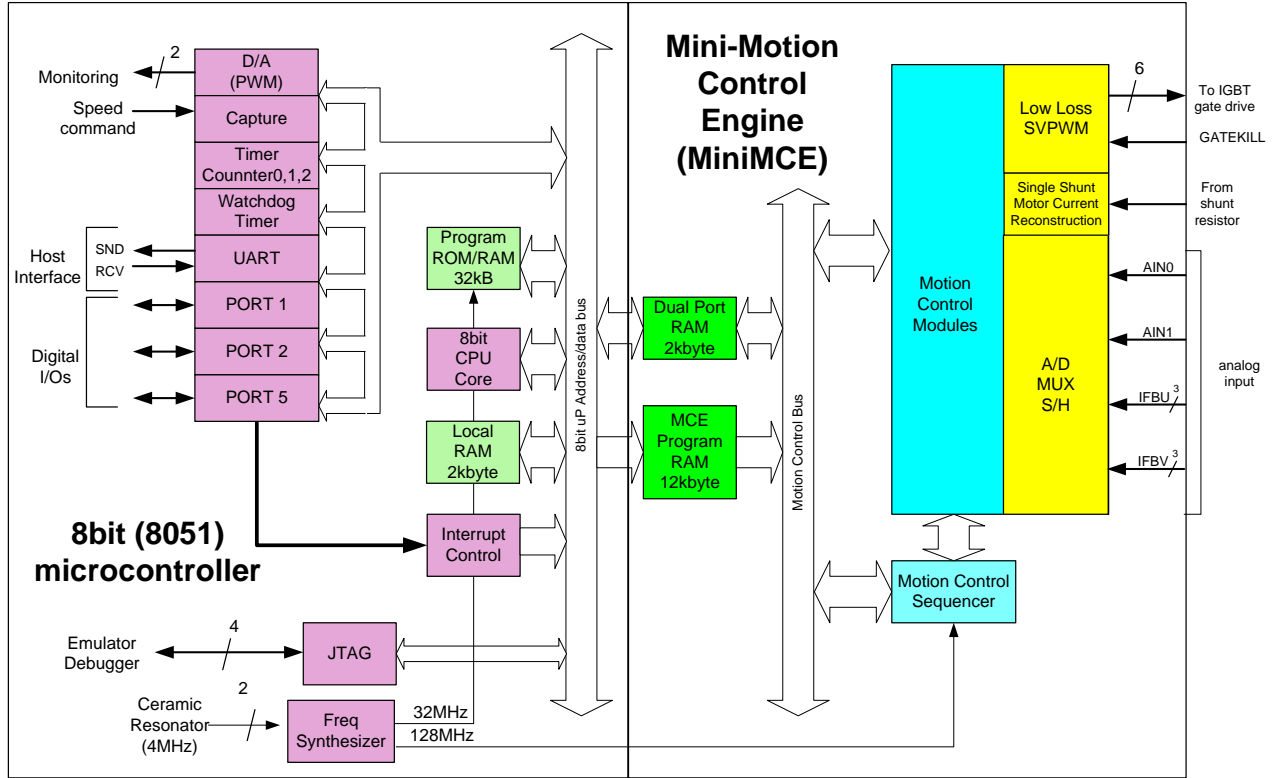 2
Monitoring
D/A
(PWM)
Speed
command
Capture
Timer
Counnter0,1,2
Watchdog
Timer
Host
Interface
SND
RCV
UART
Digital
I/Os
PORT 1
PORT 2
PORT 5
Program
ROM/RAM
32kB
8bit
CPU
Core
Local
RAM
2kbyte
Interrupt
Control
8bit (8051)
microcontroller
Emulator
Debugger
4
JTAG
Ceramic
Resonator
(4MHz)
2
Freq
Synthesizer
32MHz
128MHz
8bit uP Address/data bus
Mini-Motion
Control
Engine
(MiniMCE)
Dual Port
RAM
2kbyte
MCE
Program
RAM
12kbyte
Motion Control Bus
Motion
Control
Modules
Low Loss
SVPWM
Single Shunt
Motor Current
Reconstruction
A/D
MUX
S/H
Motion Control
Sequencer
6
To IGBT
gate drive
GATEKILL
From
shunt
resistor
AIN0
AIN1
IFBU 3
IFBV 3
analog
input